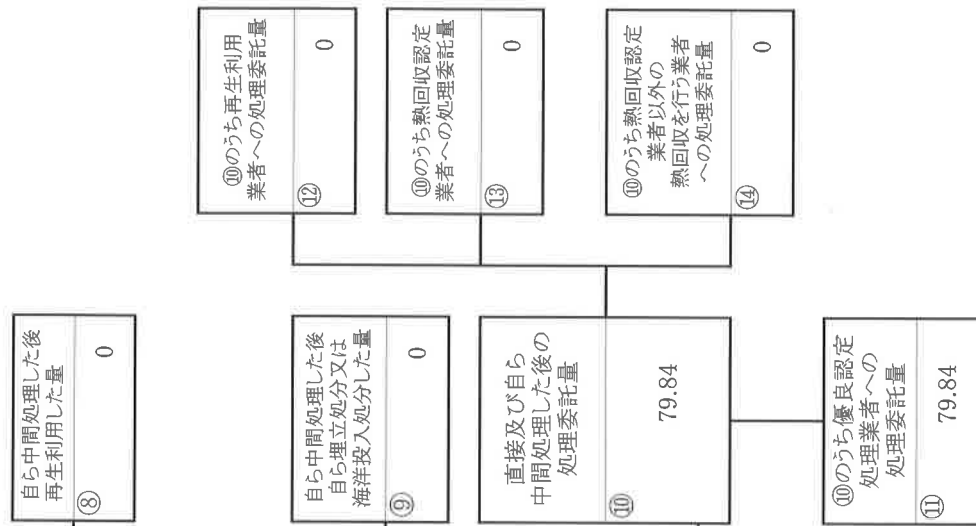 自ら中間処理した後
再生利用した量
⑧
0
自ら中間処理した後
自ら埋立処分又は
海洋投入処分した量
⑨
0
直接及び自ら
中間処理した後の
処理委託量
⑩
79.84
⑩のうち優良認定
処理業者への
処理委託量
⑪
79.84
⑩のうち再生利用
業者への処理委託量
⑫
0
⑩のうち熱回収認定
業者への処理委託量
⑬
0
⑩のうち熱回収認定
業者以外の
熱回収を行う業者
への処理委託量
⑭
0